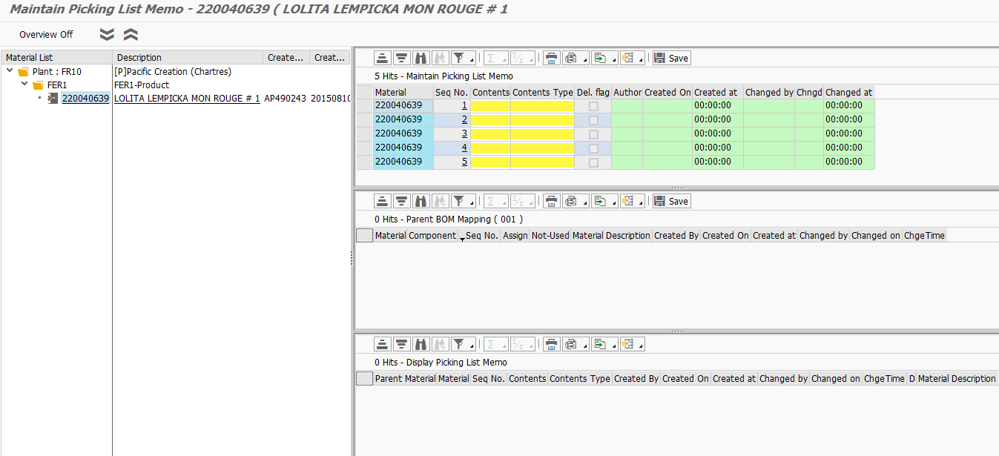 Maintain Picking List Memo - 220040639 ( LOLITA LEMPICKA MON ROUGE # 1
Overview Off
Material List Description Create... Creat...
Plant : FR10 [P]Pacific Creation (Chartres)
FER1 FER1-Product
220040639 LOLITA LEMPICKA MON ROUGE # 1 AP490243 20150810
Save
5 Hits - Maintain Picking List Memo
Material Seq No. Contents Contents Type Del. flag Author Created On Created at Changed by Chngd Changed at
220040639 1 00:00:00 00:00:00
220040639 2 00:00:00 00:00:00
220040639 3 00:00:00 00:00:00
220040639 4 00:00:00 00:00:00
220040639 5 00:00:00 00:00:00
Save
0 Hits - Parent BOM Mapping ( 001 )
Material Component Seq No. Assign Not-Used Material Description Created By Created On Created at Changed by Changed on ChgeTime
0 Hits - Display Picking List Memo
Parent Material Material Seq No. Contents Contents Type Created By Created On Created at Changed by Changed on ChgeTime D Material Description